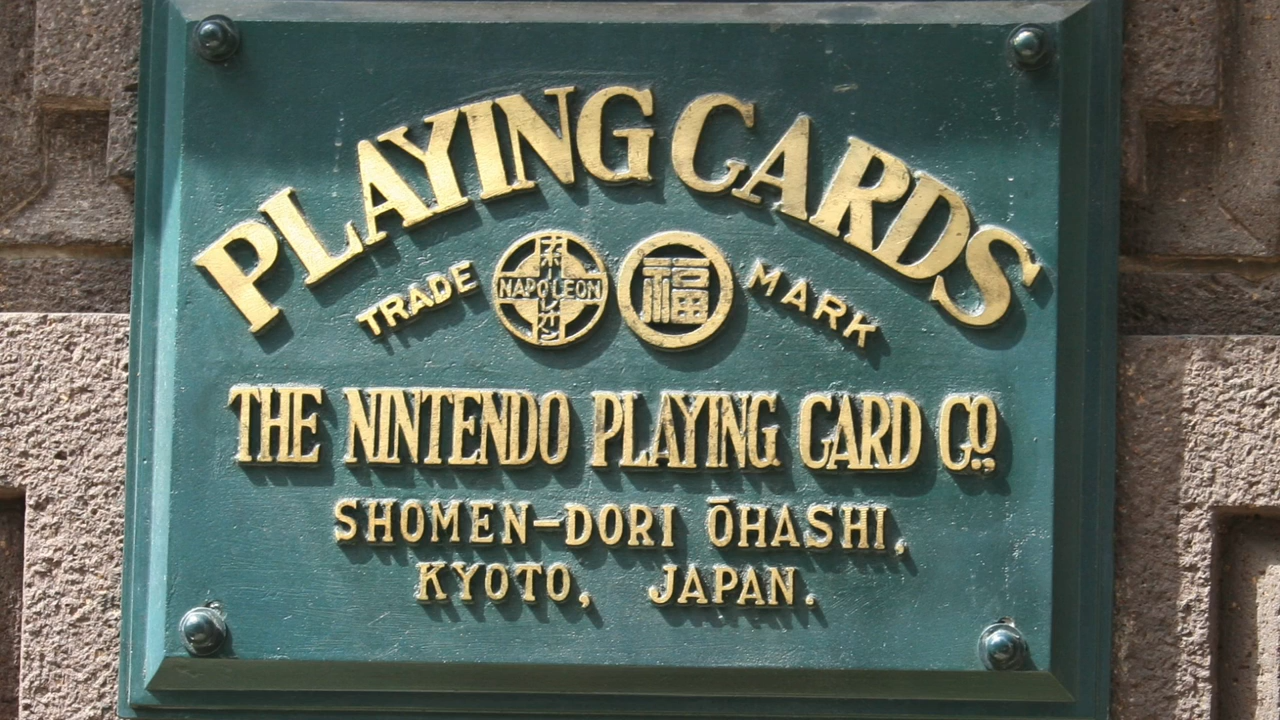 PLAYING CARDS
TRADE NAPOLEON 福 MARK
THE NINTENDO PLAYING CARD CO.,
SHOMEN-DORI ŌHASHI,
KYOTO, JAPAN.